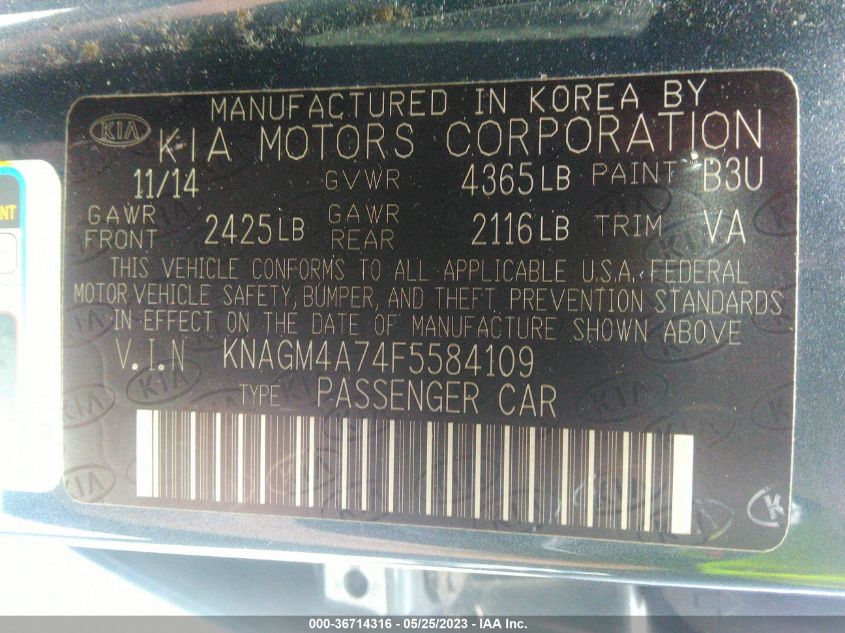 MANUFACTURED IN KOREA BY
KIA KIA MOTORS CORPORATION
11/14 GVWR 4365LB PAINT B3U
GAWR FRONT 2425LB GAWR REAR 2116LB TRIM VA
THIS VEHICLE CONFORMS TO ALL APPLICABLE U.S.A. FEDERAL
MOTOR VEHICLE SAFETY, BUMPER, AND THEFT PREVENTION STANDARDS
IN EFFECT ON THE DATE OF MANUFACTURE SHOWN ABOVE
V.I.N KNAGM4A74F5584109
TYPE PASSENGER CAR
000-36714316 - 05/25/2023 - IAA Inc.